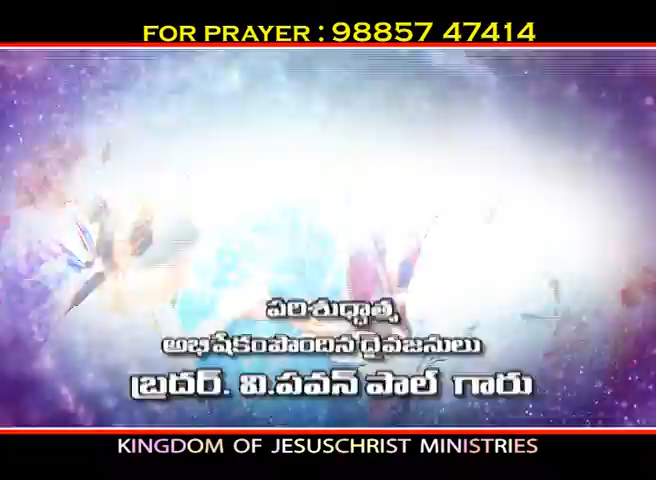 FOR PRAYER : 98857 47414
పరిశుద్ధాత్మ
అభిషేకంపొందిన దైవజనులు
బ్రదర్. వి.పవన్ పాల్ గారు
KINGDOM OF JESUSCHRIST MINISTRIES